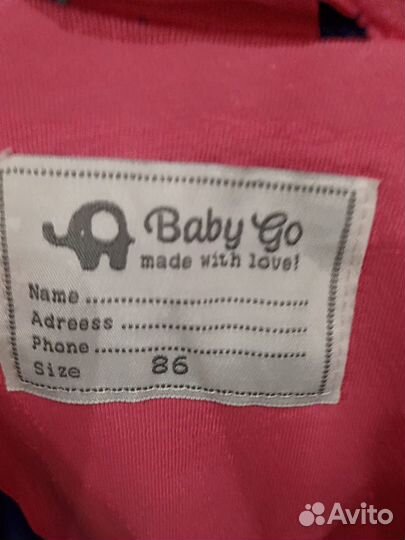 Baby Go
made with love!
Name
Adreess
Phone
Size 86
Avito